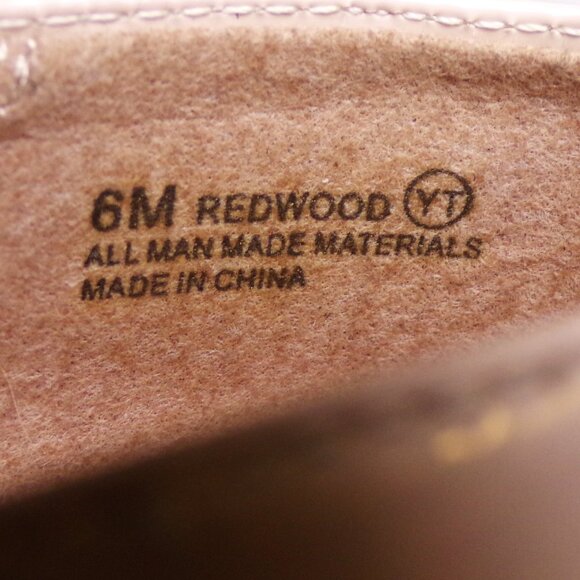 6M REDWOOD YT
ALL MAN MADE MATERIALS
MADE IN CHINA